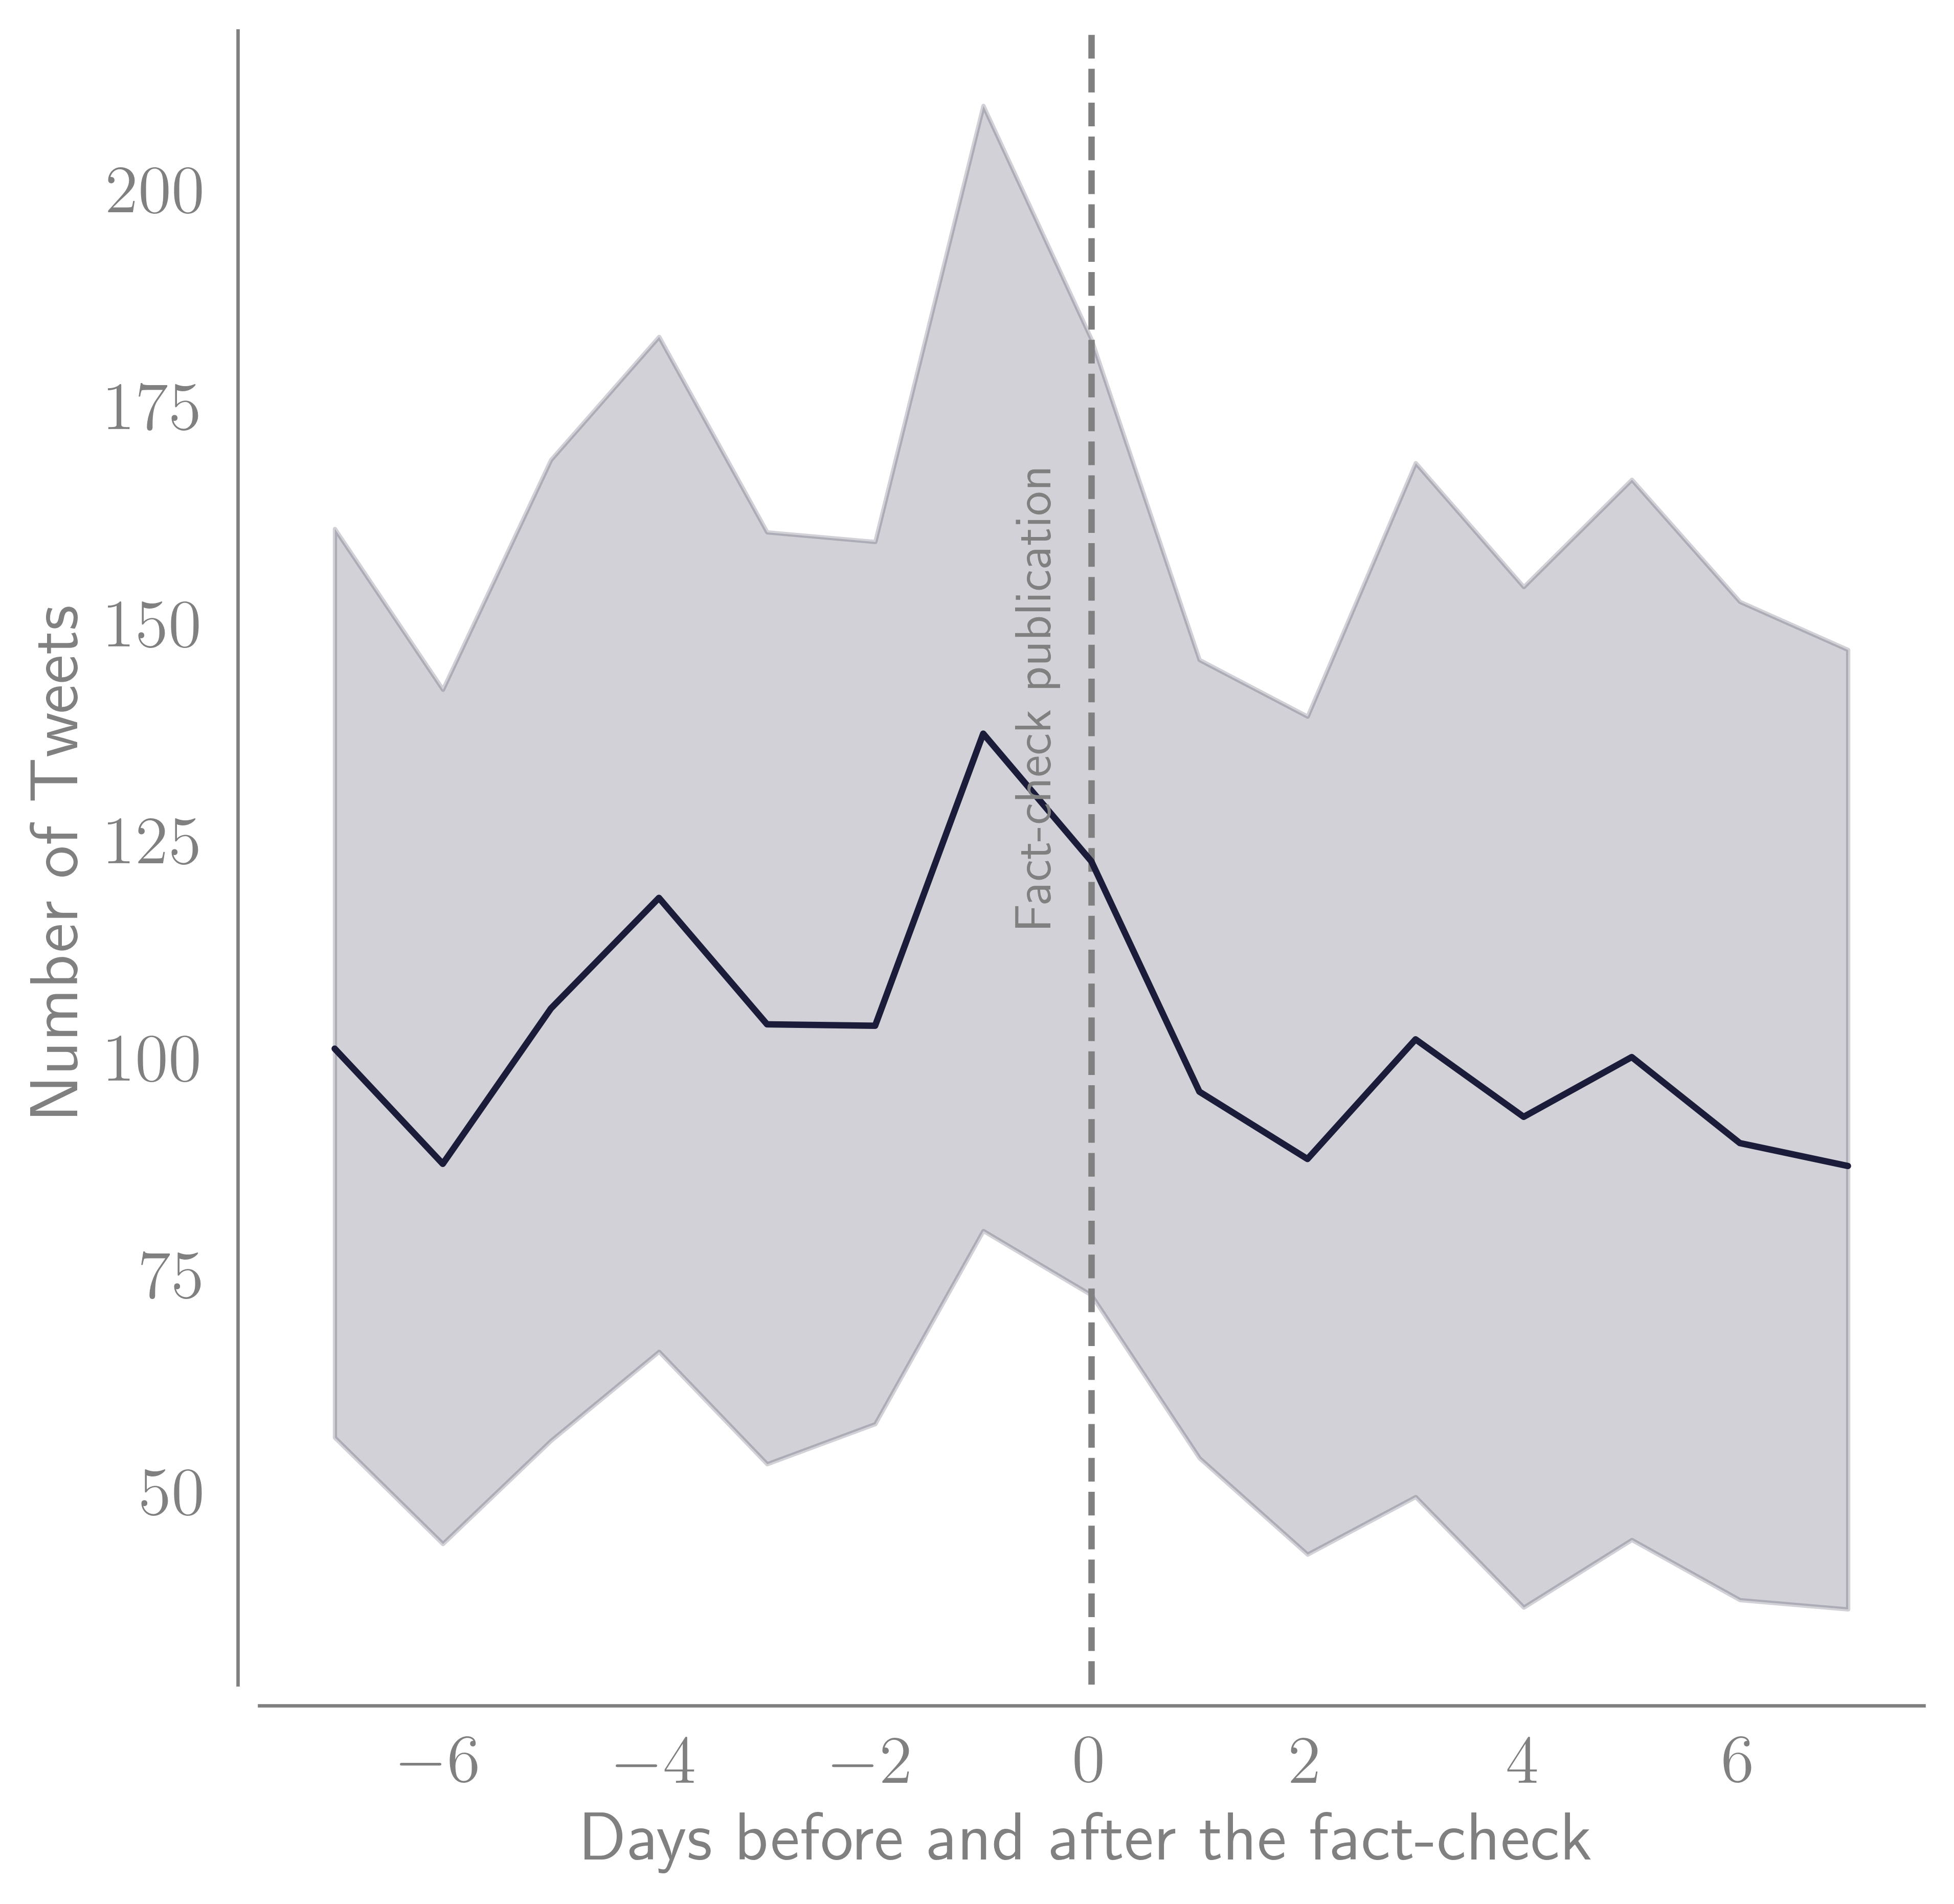 200
175
150
125
100
75
50
Number of Tweets
Fact-check publication
−6 −4 −2 0 2 4 6
Days before and after the fact-check